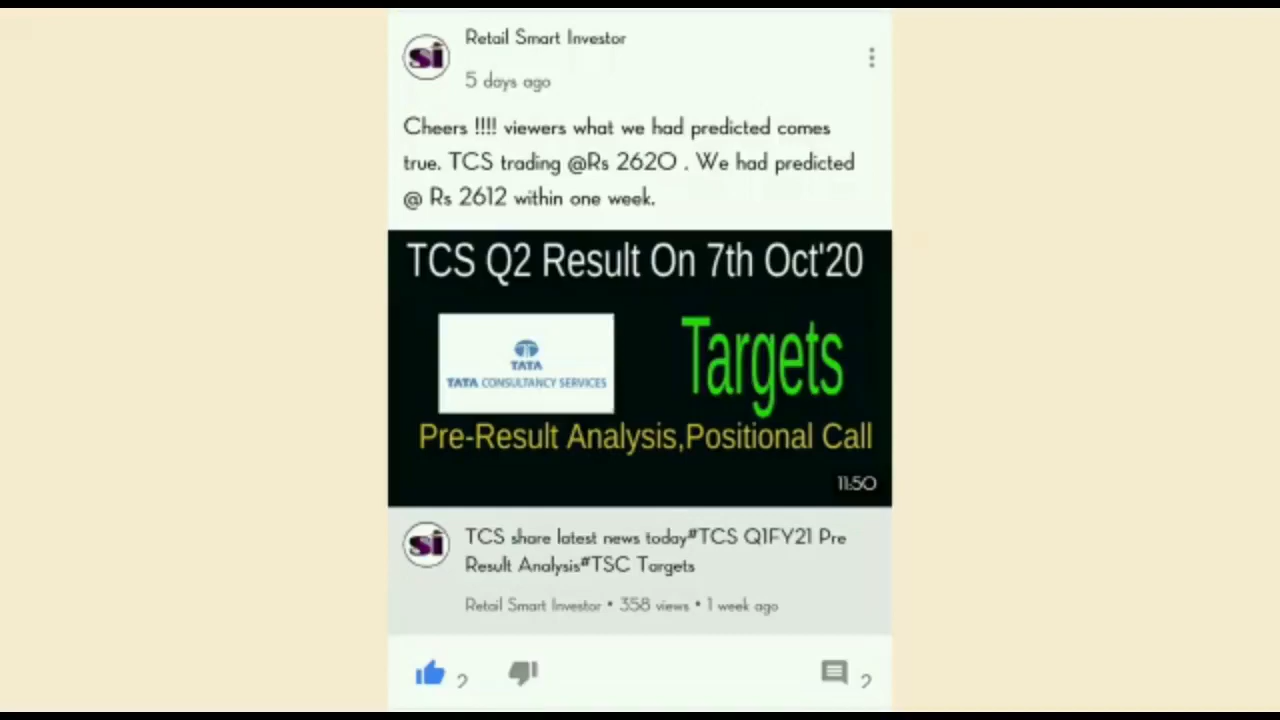 si
Retail Smart Investor
5 days ago
Cheers !!!! viewers what we had predicted comes
true. TCS trading @Rs 2620 . We had predicted
@ Rs 2612 within one week.
TCS Q2 Result On 7th Oct'20
TATA
TATA CONSULTANCY SERVICES
Targets
Pre-Result Analysis,Positional Call
11:50
si
TCS share latest news today#TCS Q1FY21 Pre
Result Analysis#TSC Targets
Retail Smart Investor • 358 views • 1 week ago
2
2